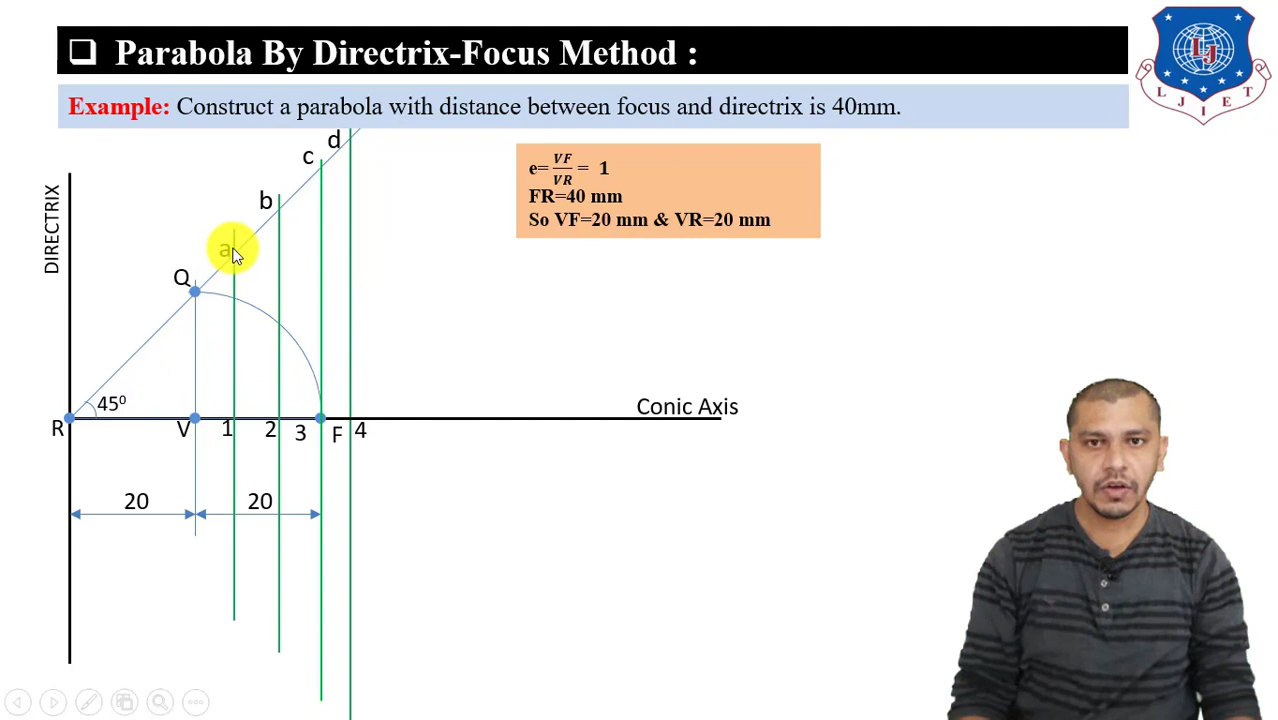 ❑ Parabola By Directrix-Focus Method :
LJ
L J I E T
Example: Construct a parabola with distance between focus and directrix is 40mm.
e= VF/VR = 1
FR=40 mm
So VF=20 mm & VR=20 mm
d
c
b
a
Q
DIRECTRIX
45⁰
Conic Axis
R V 1 2 3 F 4
20 20